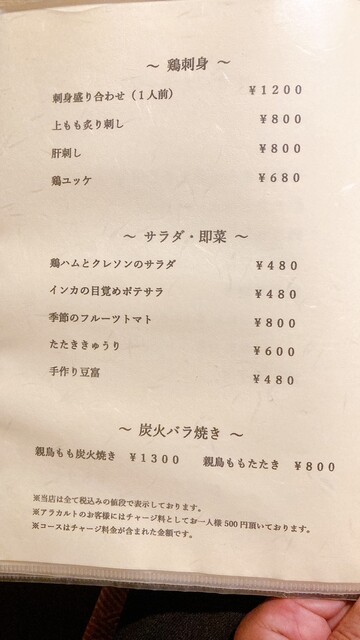 ～ 鶏刺身 ～
刺身盛り合わせ（１人前） ￥１２００
上もも炙り刺し ￥８００
肝刺し ￥８００
鶏ユッケ ￥６８０
～ サラダ・即菜 ～
鶏ハムとクレソンのサラダ ￥４８０
インカの目覚めポテサラ ￥４８０
季節のフルーツトマト ￥８００
たたききゅうり ￥６００
手作り豆富 ￥４８０
～ 炭火バラ焼き ～
親鳥もも炭火焼き ￥１３００ 親鳥ももたたき ￥８００
※当店は全て税込みの値段で表示しております。
※アラカルトのお客様にはチャージ料としてお一人様 500 円頂いております。
※コースはチャージ料金が含まれた金額です。